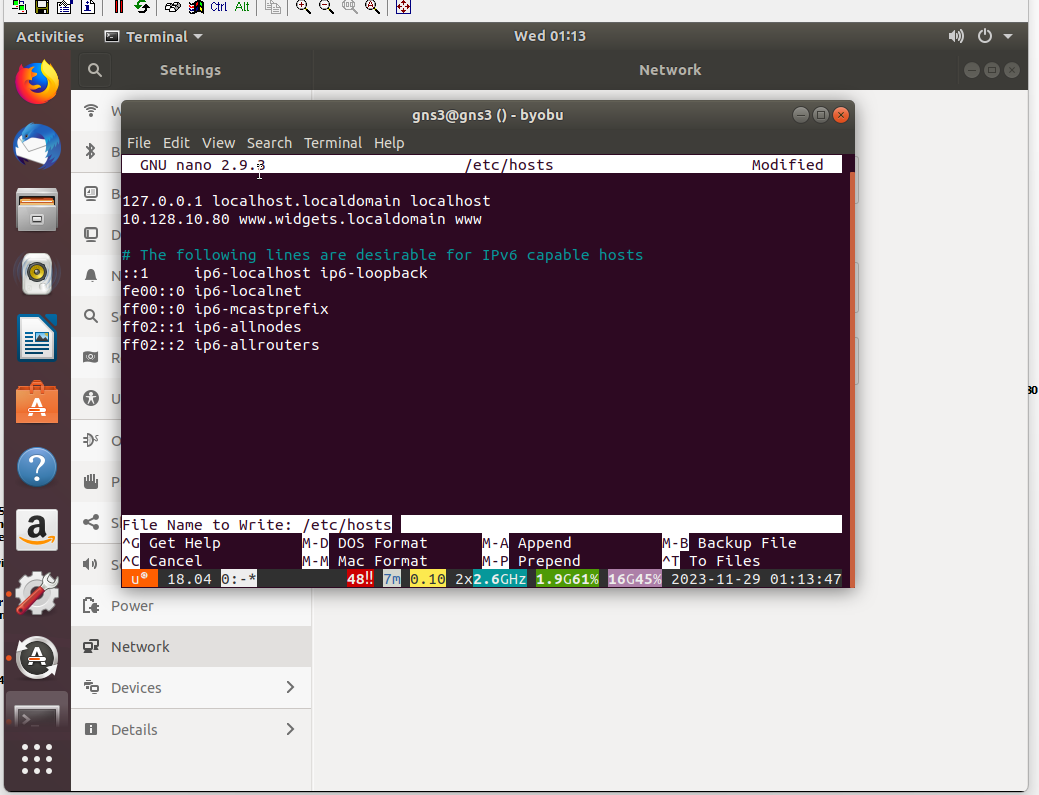 Ctrl Alt
Activities Terminal Wed 01:13
Settings Network
gns3@gns3 () - byobu
File Edit View Search Terminal Help
GNU nano 2.9.3 /etc/hosts Modified
127.0.0.1 localhost.localdomain localhost
10.128.10.80 www.widgets.localdomain www
# The following lines are desirable for IPv6 capable hosts
::1 ip6-localhost ip6-loopback
fe00::0 ip6-localnet
ff00::0 ip6-mcastprefix
ff02::1 ip6-allnodes
ff02::2 ip6-allrouters
File Name to Write: /etc/hosts
^G Get Help M-D DOS Format M-A Append M-B Backup File
^C Cancel M-M Mac Format M-P Prepend ^T To Files
u 18.04 0:-* 48!! 7m 0.10 2x2.6GHz 1.9G61% 16G45% 2023-11-29 01:13:47
Power
Network
Devices
Details